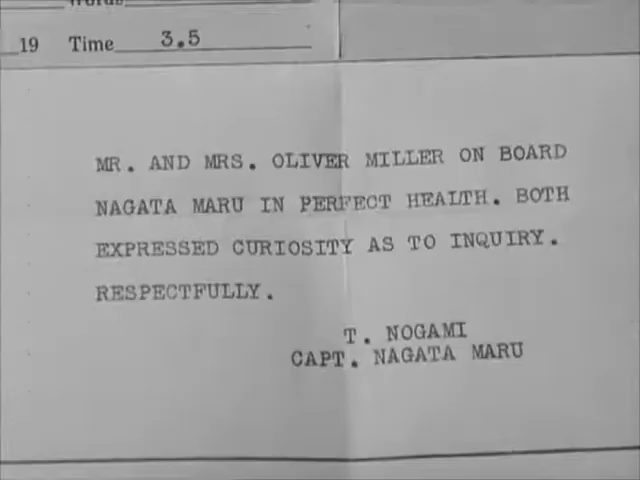 Words
19 Time 3.5
MR. AND MRS. OLIVER MILLER ON BOARD
NAGATA MARU IN PERFECT HEALTH. BOTH
EXPRESSED CURIOSITY AS TO INQUIRY.
RESPECTFULLY.
T. NOGAMI
CAPT. NAGATA MARU